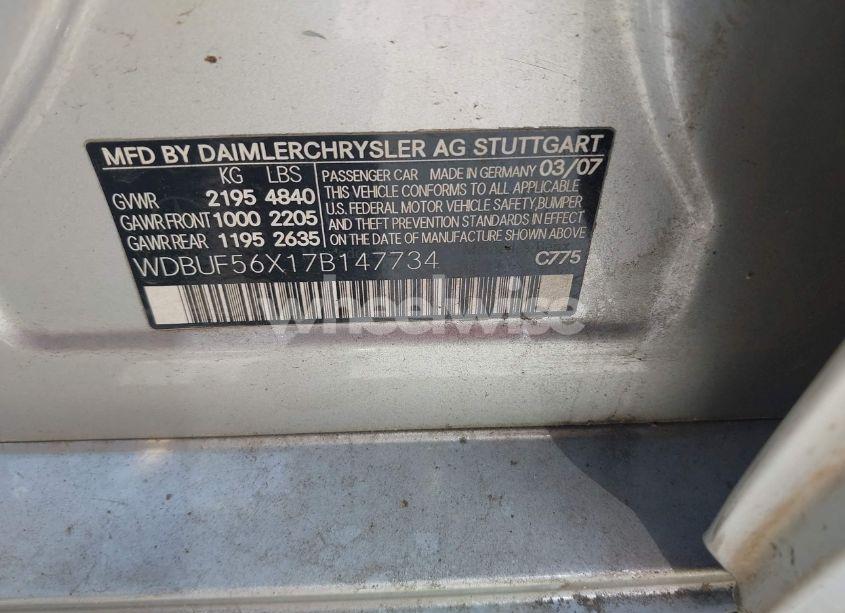 MFD BY DAIMLERCHRYSLER AG STUTTGART
KG LBS
GVWR 2195 4840
GAWR FRONT 1000 2205
GAWR REAR 1195 2635
PASSENGER CAR MADE IN GERMANY 03/07
THIS VEHICLE CONFORMS TO ALL APPLICABLE
U.S. FEDERAL MOTOR VEHICLE SAFETY, BUMPER
AND THEFT PREVENTION STANDARDS IN EFFECT
ON THE DATE OF MANUFACTURE SHOWN ABOVE
WDBUF56X17B147734 C775
wheelwise